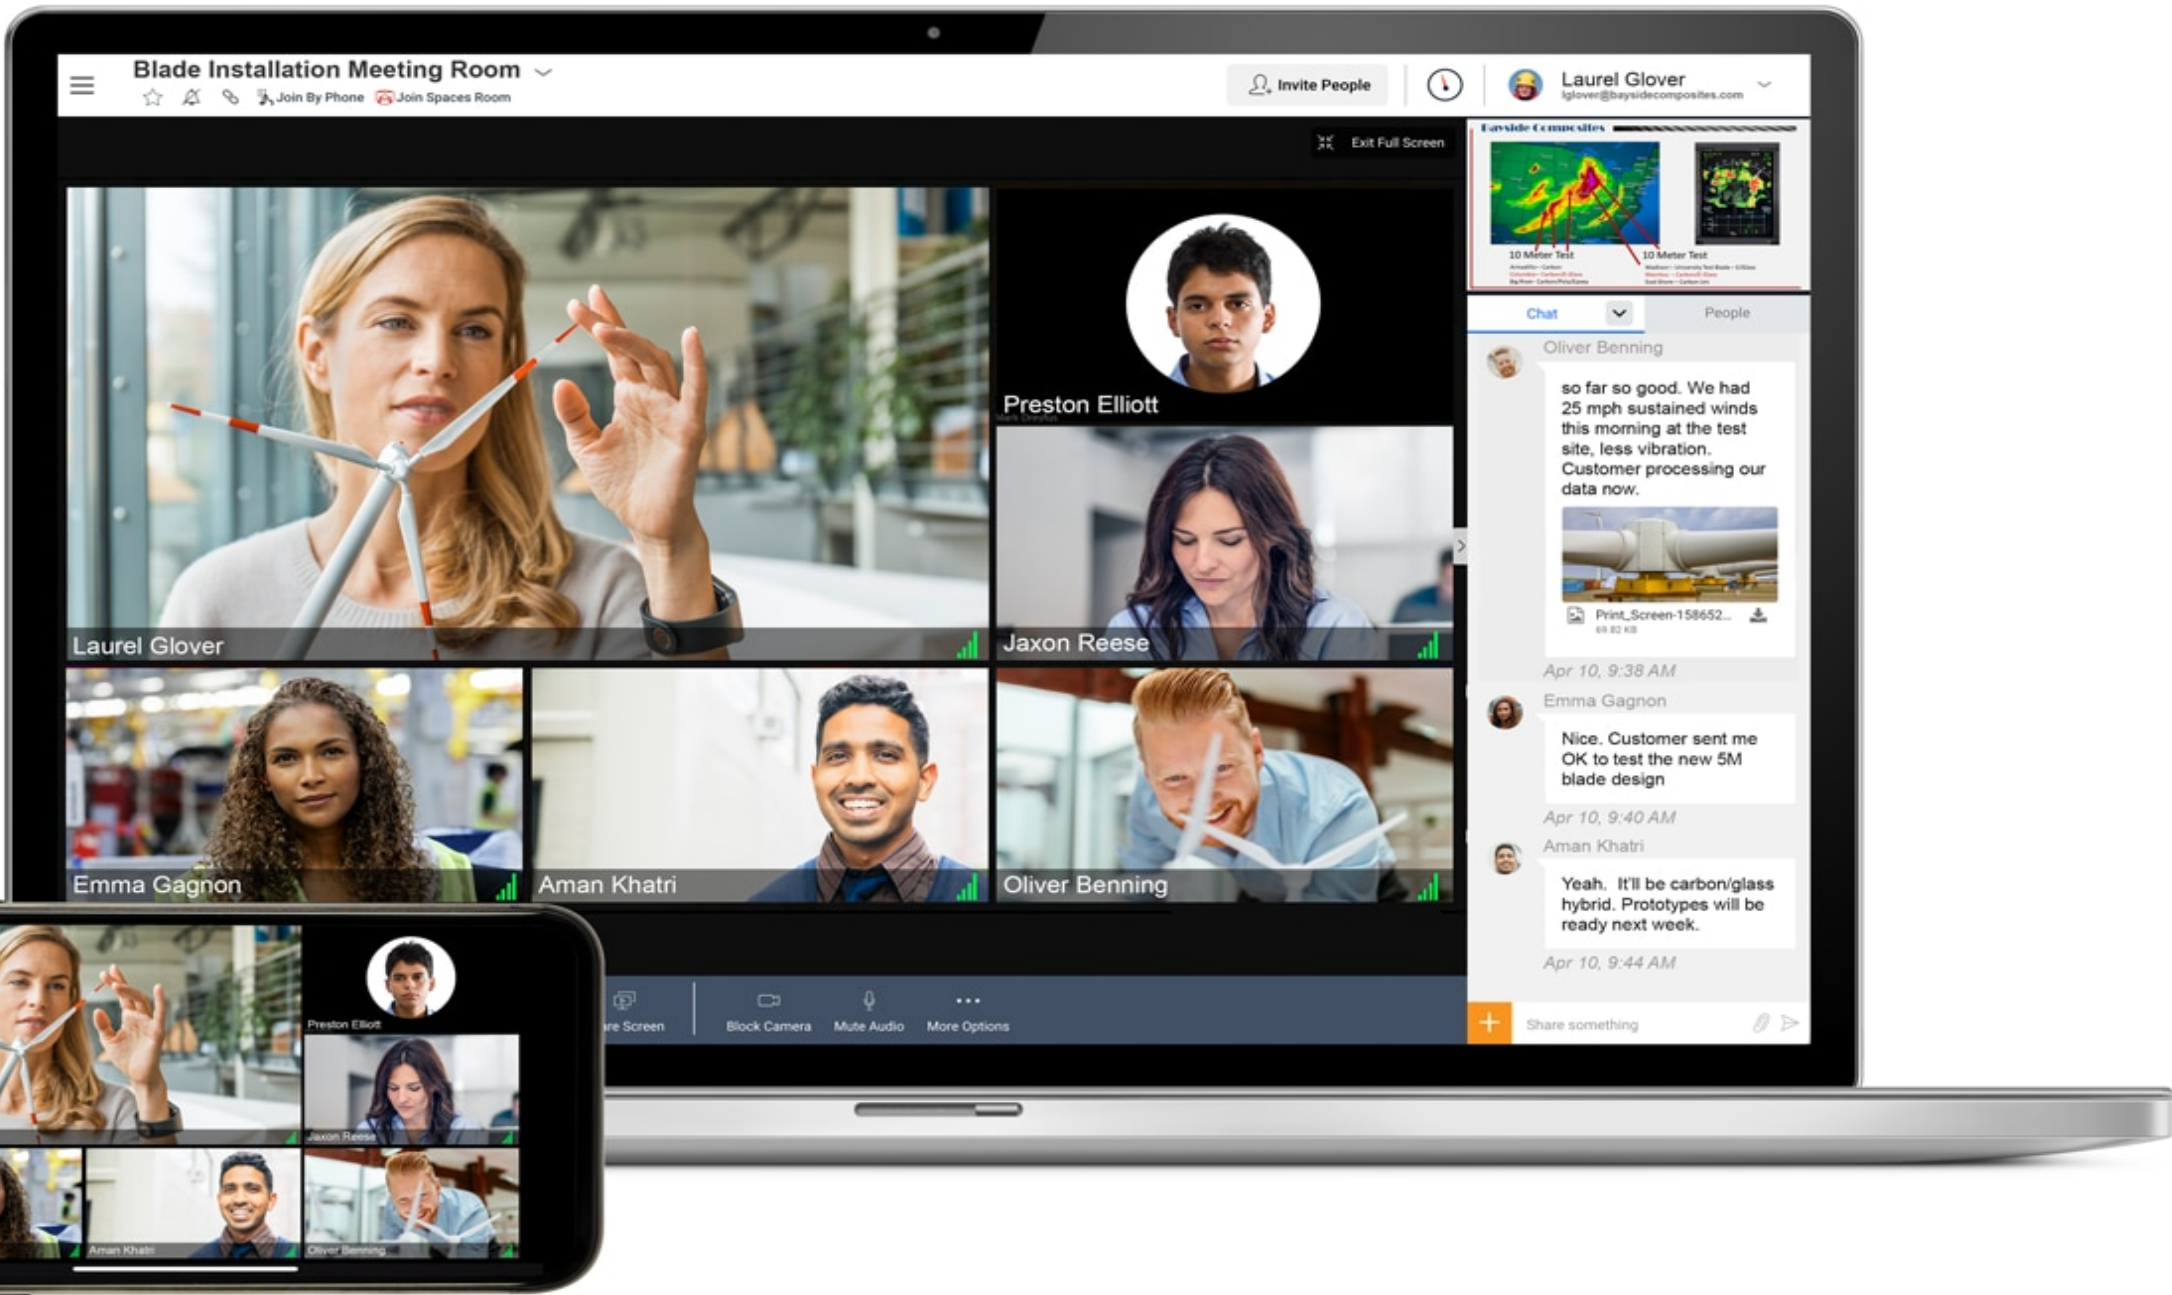 Blade Installation Meeting Room
Join By Phone
Join Spaces Room
Invite People
Laurel Glover
lglover@baysidecomposites.com
Exit Full Screen
Bayside Composites
10 Meter Test
10 Meter Test
Chat
People
Laurel Glover
Preston Elliott
Jaxon Reese
Emma Gagnon
Aman Khatri
Oliver Benning
Oliver Benning
so far so good. We had
25 mph sustained winds
this morning at the test
site, less vibration.
Customer processing our
data now.
Print_Screen-158652...
69.82 KB
Apr 10, 9:38 AM
Emma Gagnon
Nice. Customer sent me
OK to test the new 5M
blade design
Apr 10, 9:40 AM
Aman Khatri
Yeah. It'll be carbon/glass
hybrid. Prototypes will be
ready next week.
Apr 10, 9:44 AM
Share something
re Screen
Block Camera
Mute Audio
More Options
Preston Elliott
Jaxon Reese
Aman Khatri
Oliver Benning